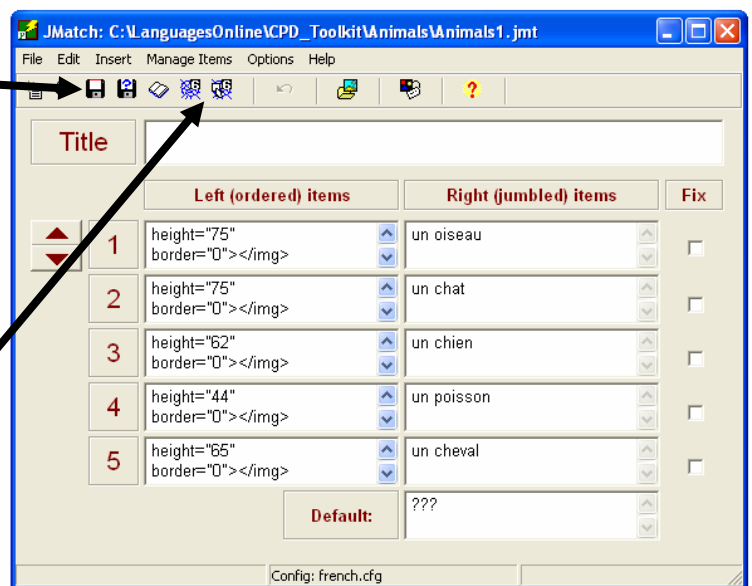 JMatch: C:\LanguagesOnline\CPD_Toolkit\Animals\Animals1.jmt
File Edit Insert Manage Items Options Help
Title
Left (ordered) items Right (jumbled) items Fix
1 height="75" border="0"></img> un oiseau
2 height="75" border="0"></img> un chat
3 height="62" border="0"></img> un chien
4 height="44" border="0"></img> un poisson
5 height="65" border="0"></img> un cheval
Default: ???
Config: french.cfg